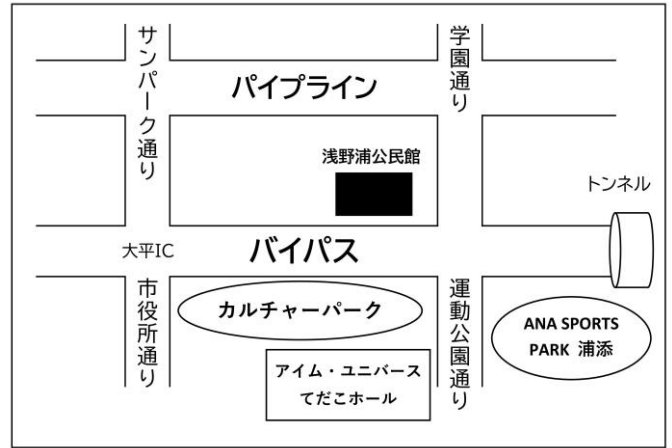 サンパーク通り
学園通り
パイプライン
浅野浦公民館
トンネル
大平IC
バイパス
市役所通り
カルチャーパーク
運動公園通り
ANA SPORTS
PARK 浦添
アイム・ユニバース
てだこホール